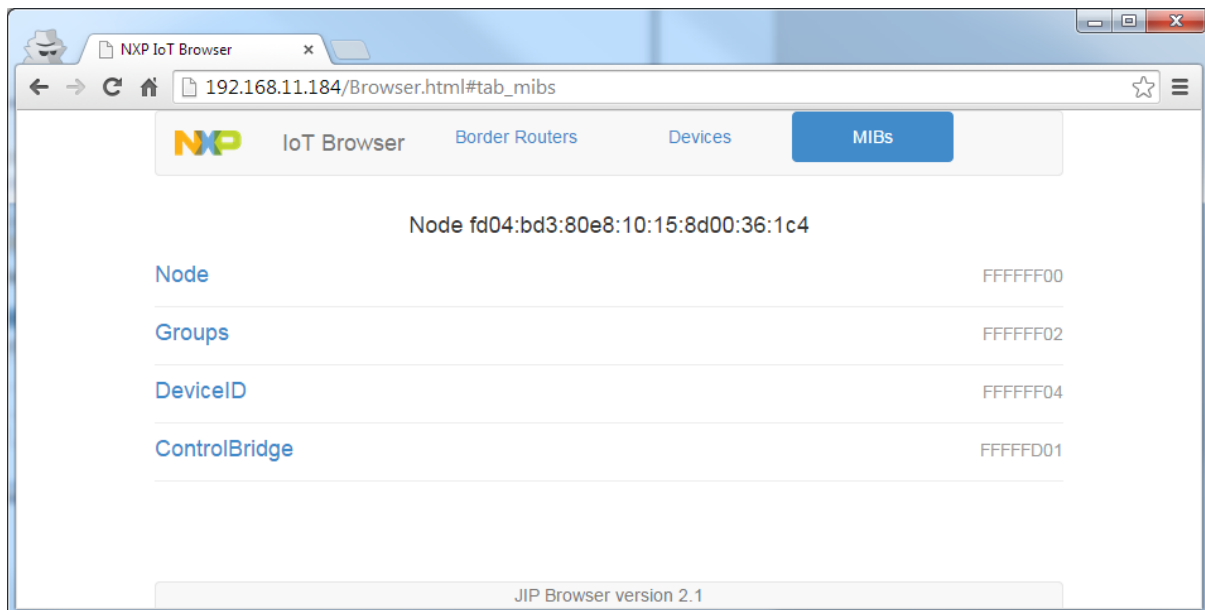 NXP IoT Browser
192.168.11.184/Browser.html#tab_mibs
NXP IoT Browser Border Routers Devices MIBs
Node fd04:bd3:80e8:10:15:8d00:36:1c4
Node FFFFFF00
Groups FFFFFF02
DeviceID FFFFFF04
ControlBridge FFFFFD01
JIP Browser version 2.1